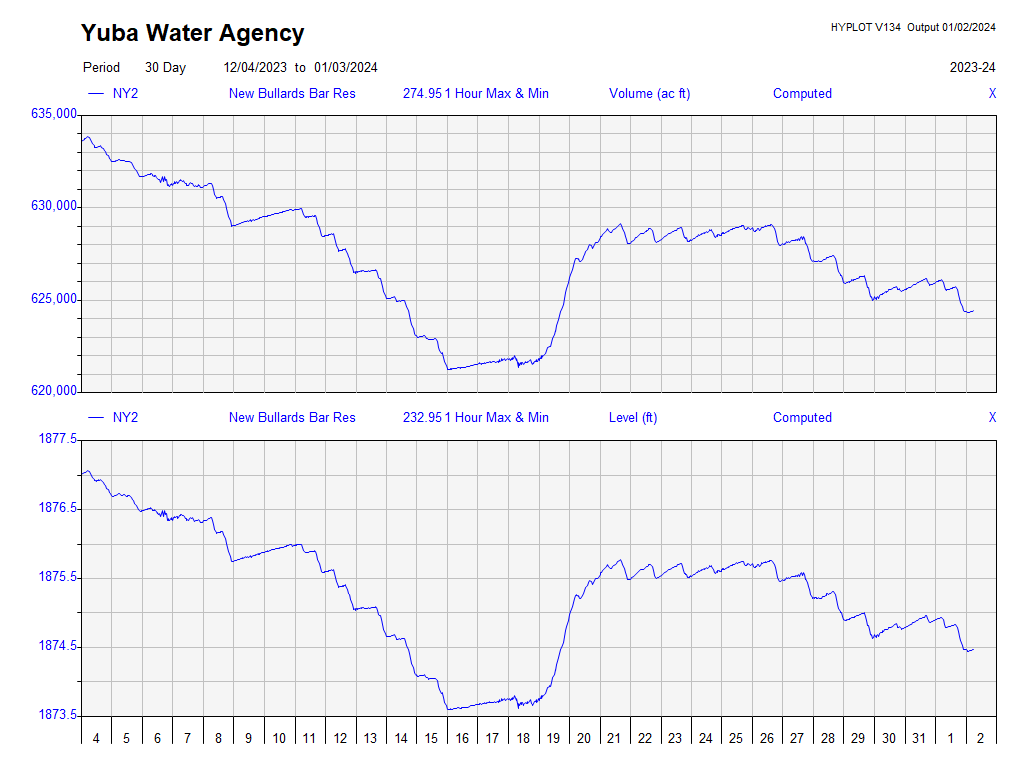 Yuba Water Agency
HYPLOT V134 Output 01/02/2024
Period 30 Day 12/04/2023 to 01/03/2024 2023-24
NY2 New Bullards Bar Res 274.95 1 Hour Max & Min Volume (ac ft) Computed X
635,000
630,000
625,000
620,000
NY2 New Bullards Bar Res 232.95 1 Hour Max & Min Level (ft) Computed X
1877.5
1876.5
1875.5
1874.5
1873.5
4 5 6 7 8 9 10 11 12 13 14 15 16 17 18 19 20 21 22 23 24 25 26 27 28 29 30 31 1 2